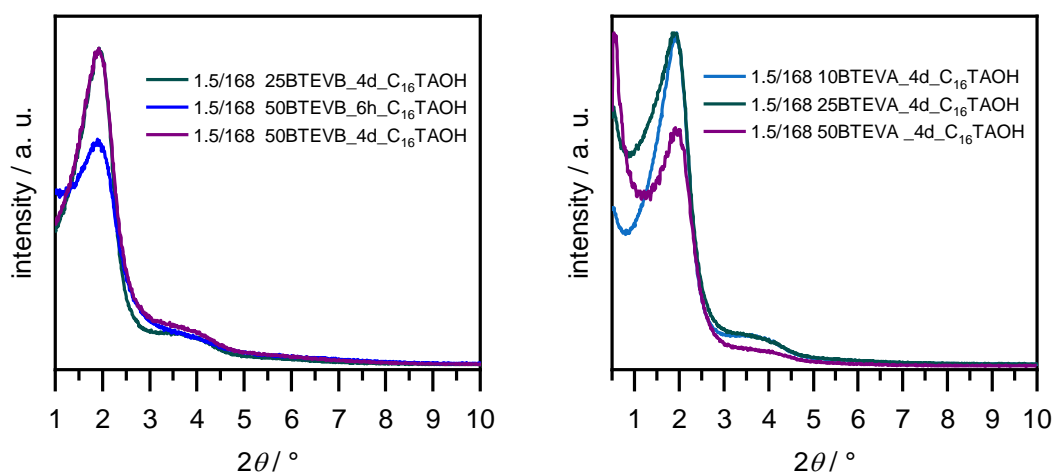 intensity / a. u.
1.5/168 25BTEVB_4d_C₁₆TAOH
1.5/168 50BTEVB_6h_C₁₆TAOH
1.5/168 50BTEVB_4d_C₁₆TAOH
1 2 3 4 5 6 7 8 9 10
2θ / °
intensity / a. u.
1.5/168 10BTEVA_4d_C₁₆TAOH
1.5/168 25BTEVA_4d_C₁₆TAOH
1.5/168 50BTEVA _4d_C₁₆TAOH
1 2 3 4 5 6 7 8 9 10
2θ / °